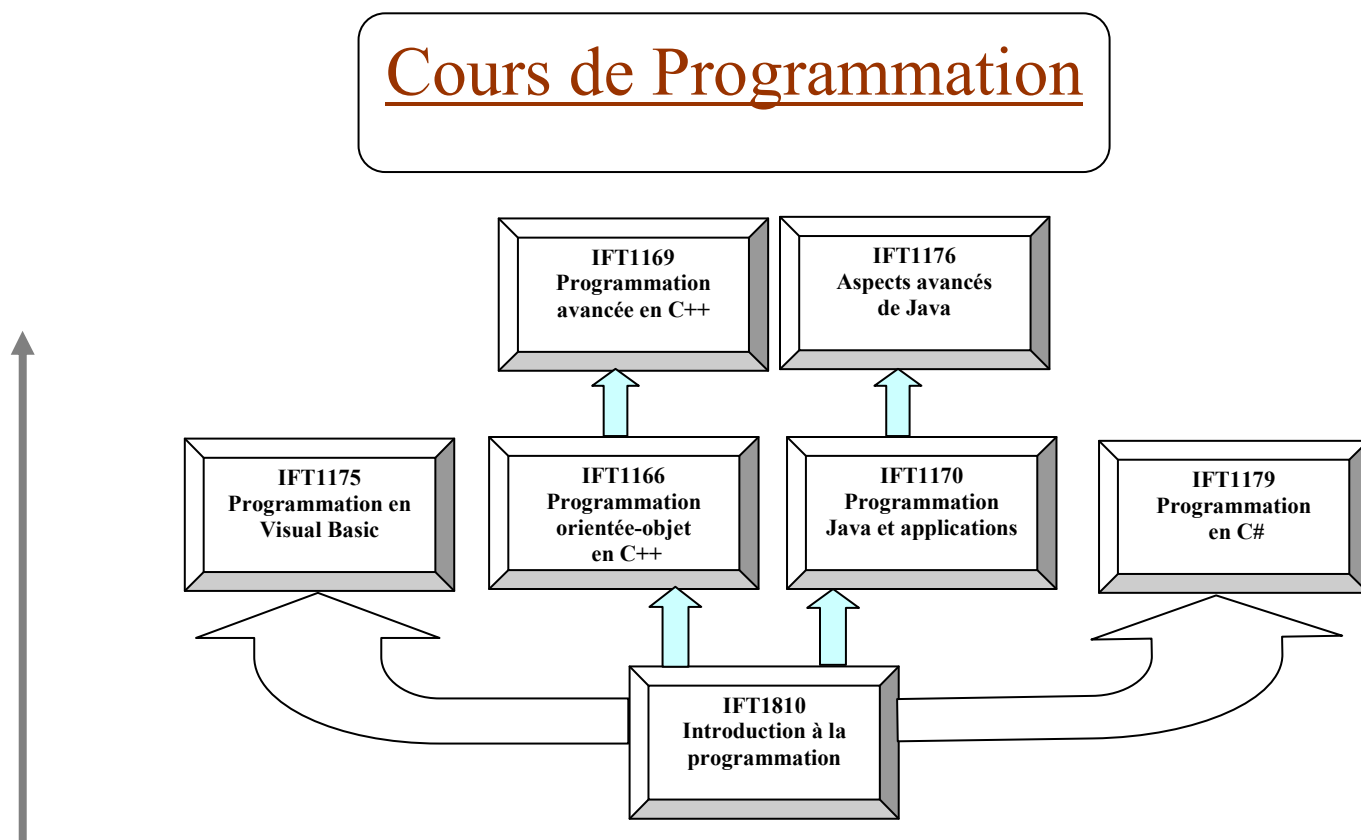 Cours de Programmation
IFT1169
Programmation
avancée en C++
IFT1176
Aspects avancés
de Java
IFT1175
Programmation en
Visual Basic
IFT1166
Programmation
orientée-objet
en C++
IFT1170
Programmation
Java et applications
IFT1179
Programmation
en C#
IFT1810
Introduction à la
programmation